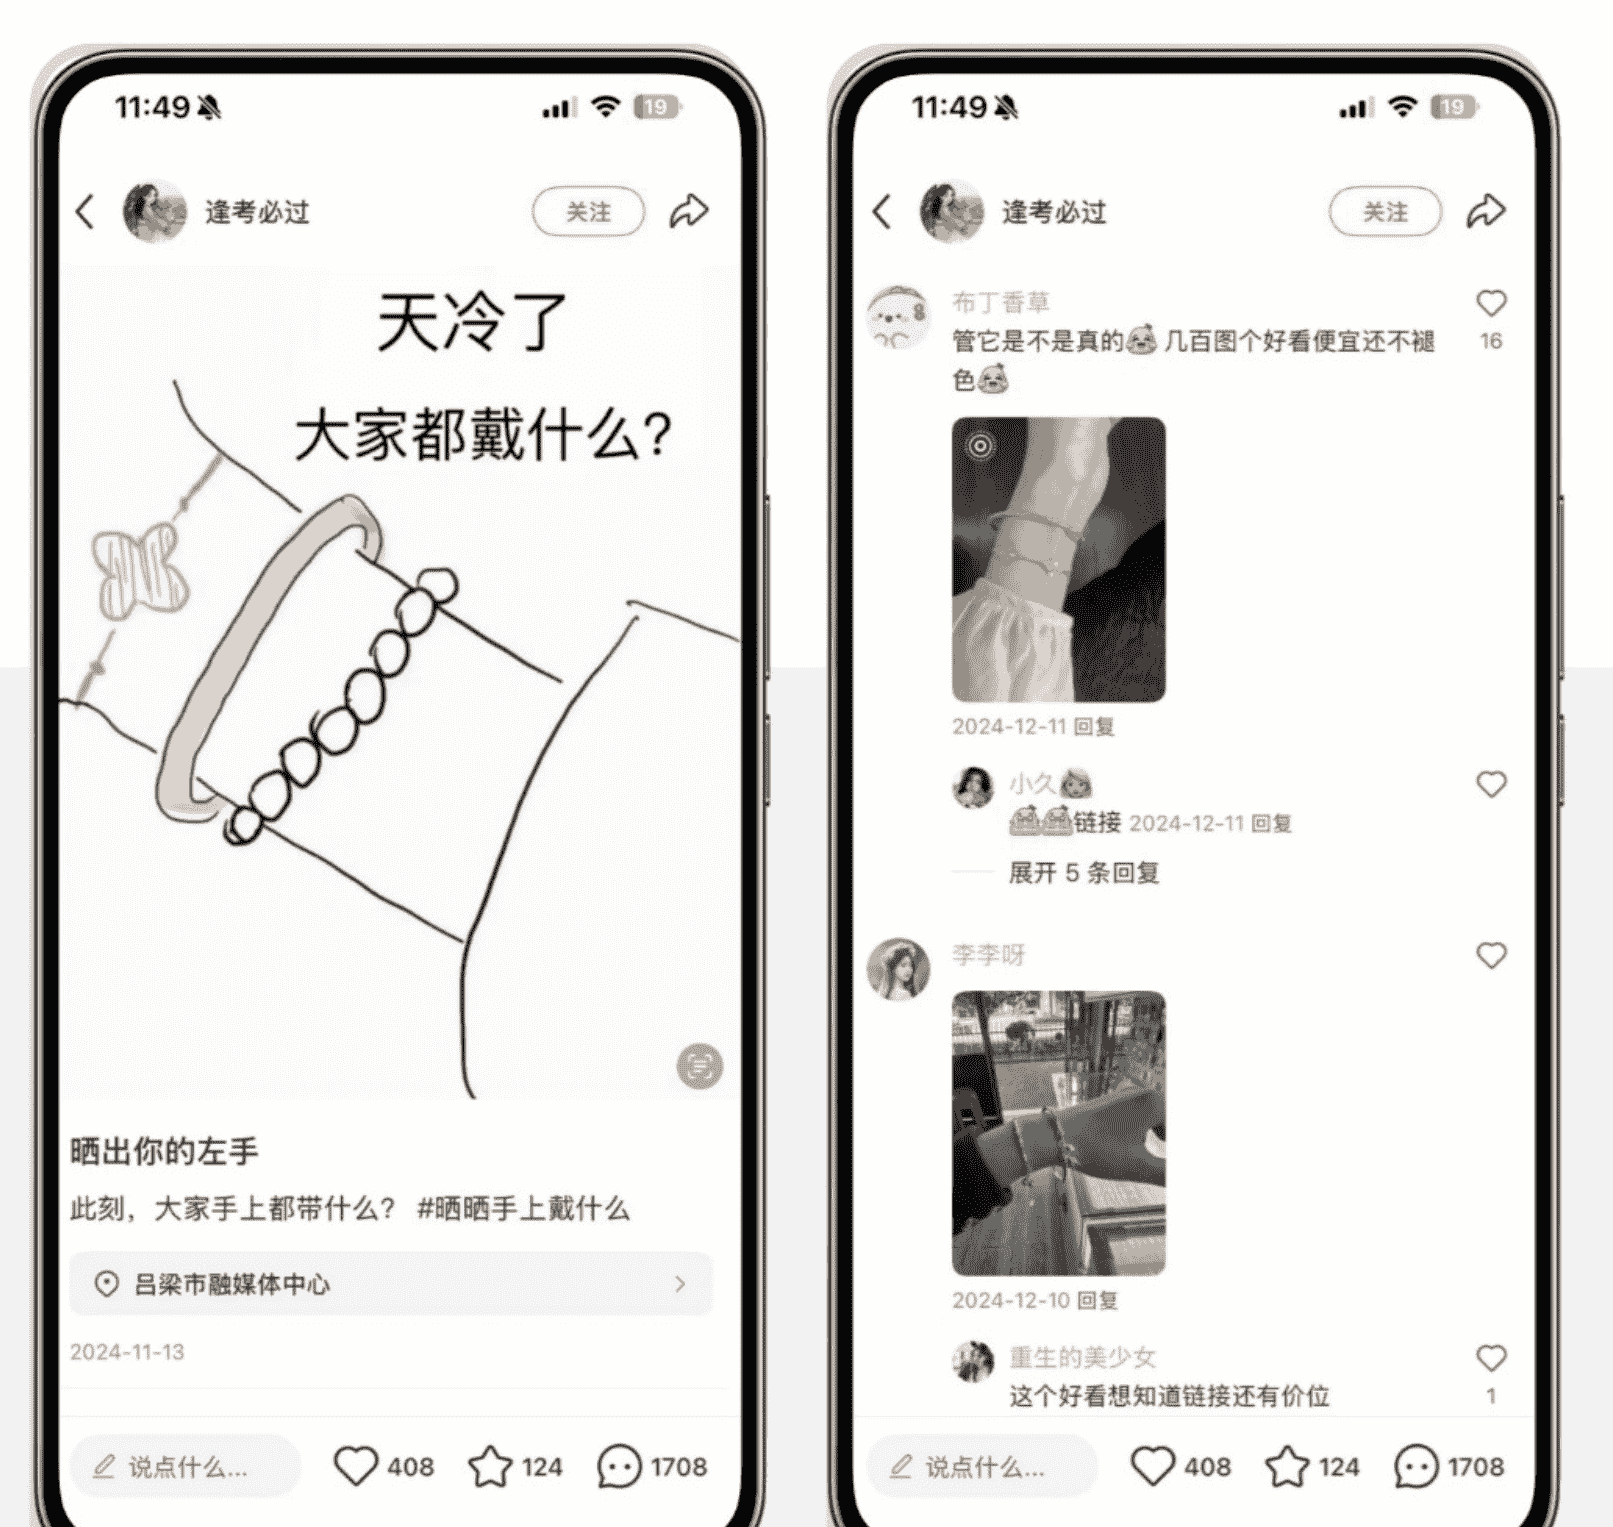 11:49
19
逢考必过
关注
天冷了
大家都戴什么?
晒出你的左手
此刻，大家手上都带什么？ #晒晒手上戴什么
吕梁市融媒体中心
2024-11-13
说点什么...
408
124
1708
11:49
19
逢考必过
关注
布丁香草
管它是不是真的 几百图个好看便宜还不褪
色
16
2024-12-11 回复
小久
链接 2024-12-11 回复
展开 5 条回复
李李呀
2024-12-10 回复
重生的美少女
这个好看想知道链接还有价位
1
说点什么...
408
124
1708